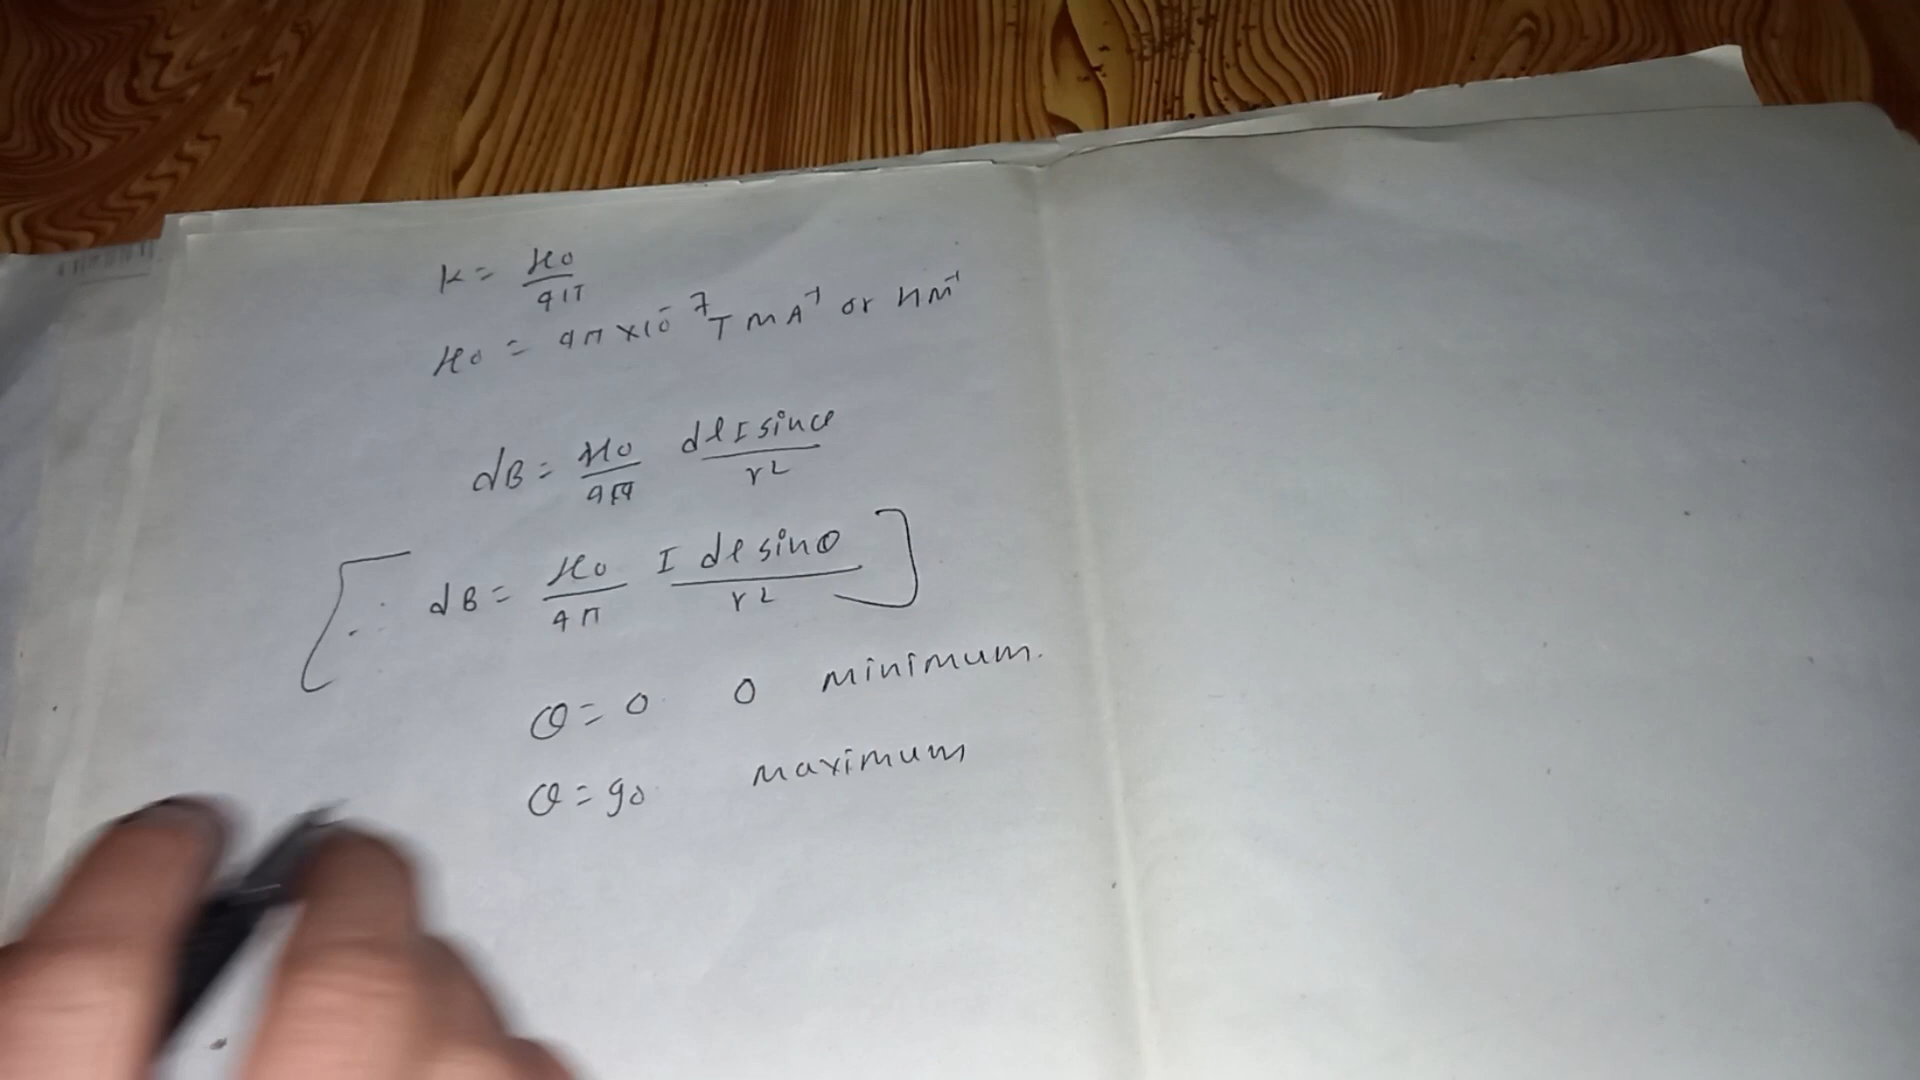 K = μ0/4π
μ0 = 4π×10⁻⁷ T m A⁻¹ or Hm⁻¹
dB = μ0/4π dl I sinθ/r²
[∴ dB = μ0/4π I dl sinθ/r²]
θ = 0 0 minimum.
θ = 90 maximum